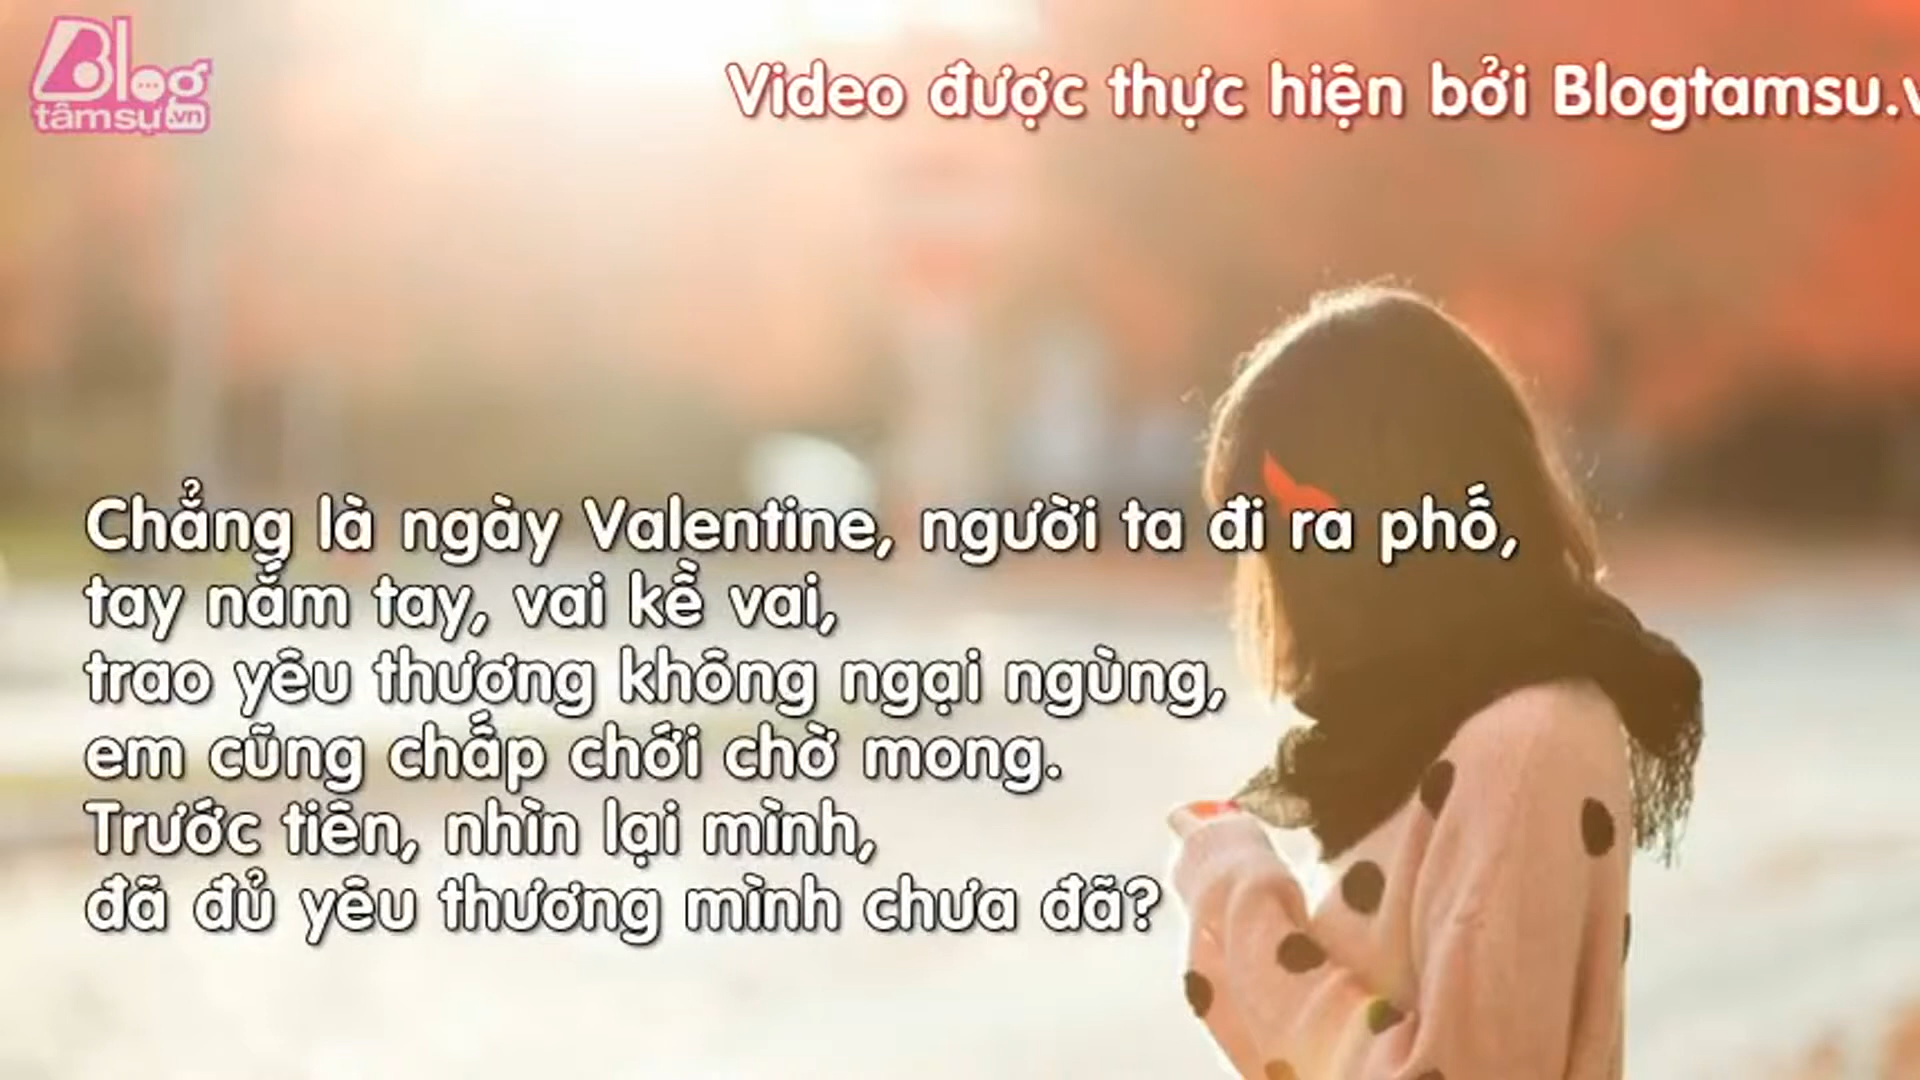 Blog
tâmsự.vn
Video được thực hiện bởi Blogtamsu.v
Chẳng là ngày Valentine, người ta đi ra phố,
tay nắm tay, vai kề vai,
trao yêu thương không ngại ngùng,
em cũng chấp chới chờ mong.
Trước tiên, nhìn lại mình,
đã đủ yêu thương mình chưa đã?